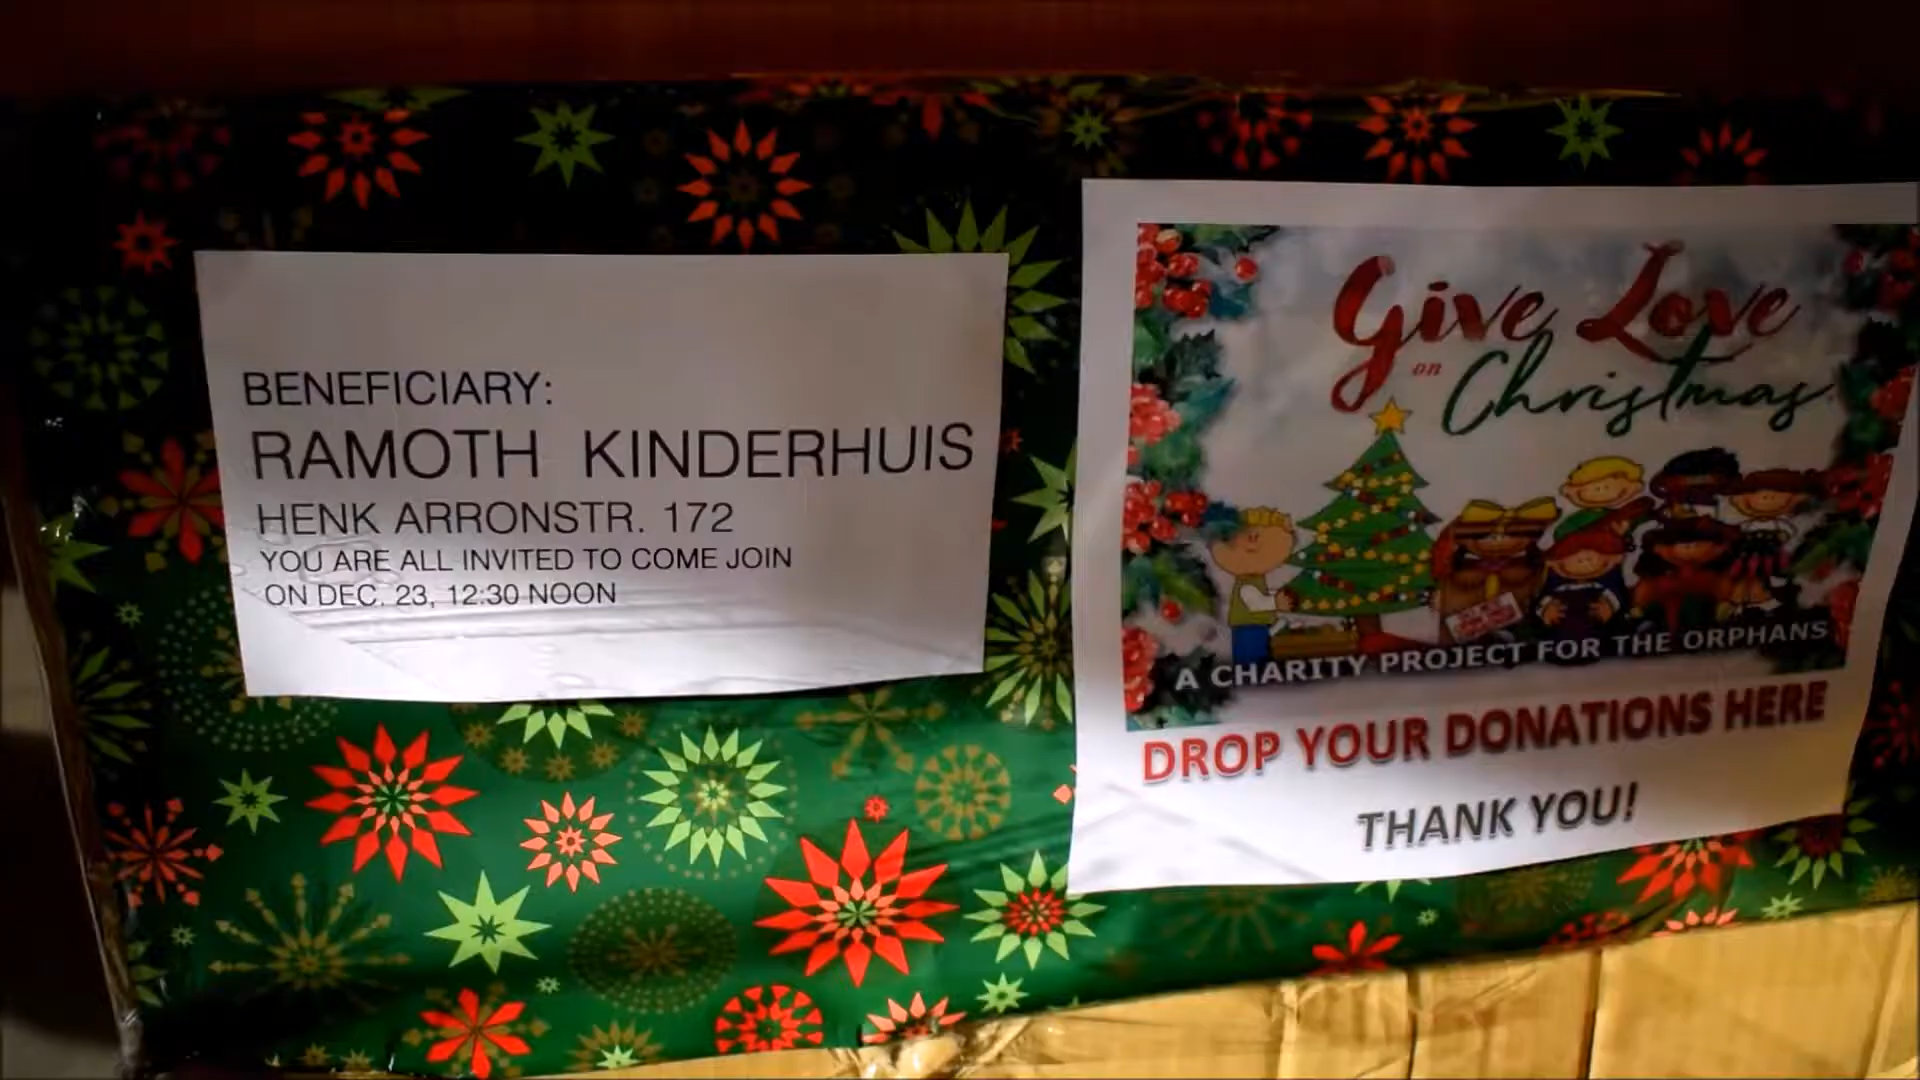 BENEFICIARY:
RAMOTH KINDERHUIS
HENK ARRONSTR. 172
YOU ARE ALL INVITED TO COME JOIN
ON DEC. 23, 12:30 NOON
Give Love
on Christmas
A CHARITY PROJECT FOR THE ORPHANS
DROP YOUR DONATIONS HERE
THANK YOU!